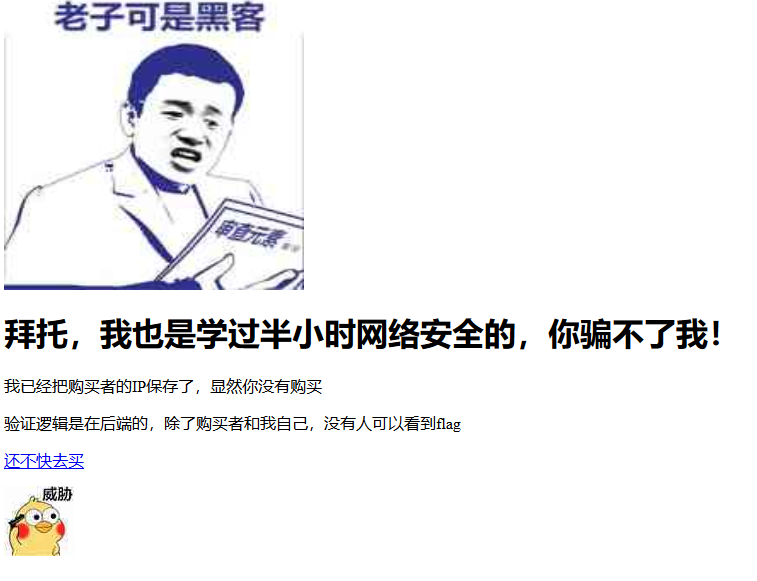 老子可是黑客
审查元素
拜托，我也是学过半小时网络安全的，你骗不了我！
我已经把购买者的IP保存了，显然你没有购买
验证逻辑是在后端的，除了购买者和我自己，没有人可以看到flag
还不快去买
威胁